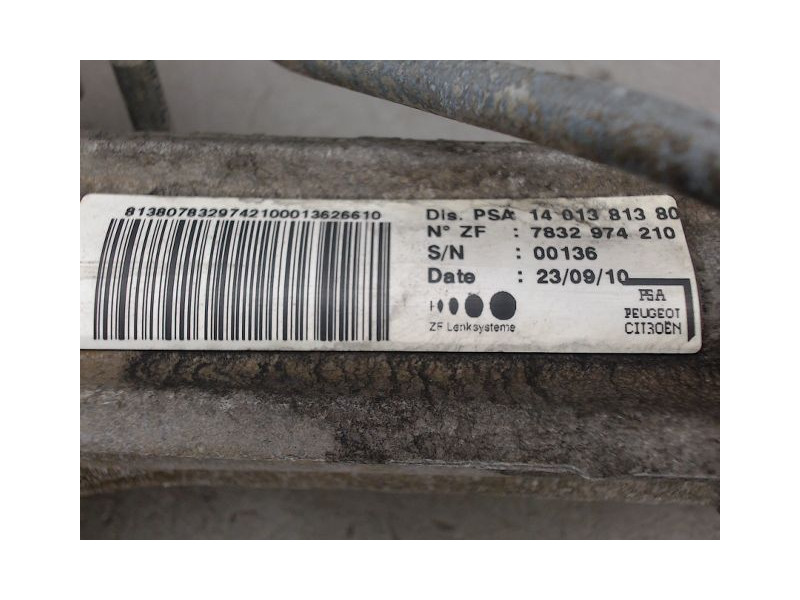 8138078329742100013626610
Dis. PSA: 14 013 813 80
N° ZF : 7832 974 210
S/N : 00136
Date : 23/09/10
ZF Lenksysteme
PSA
PEUGEOT
CITROËN